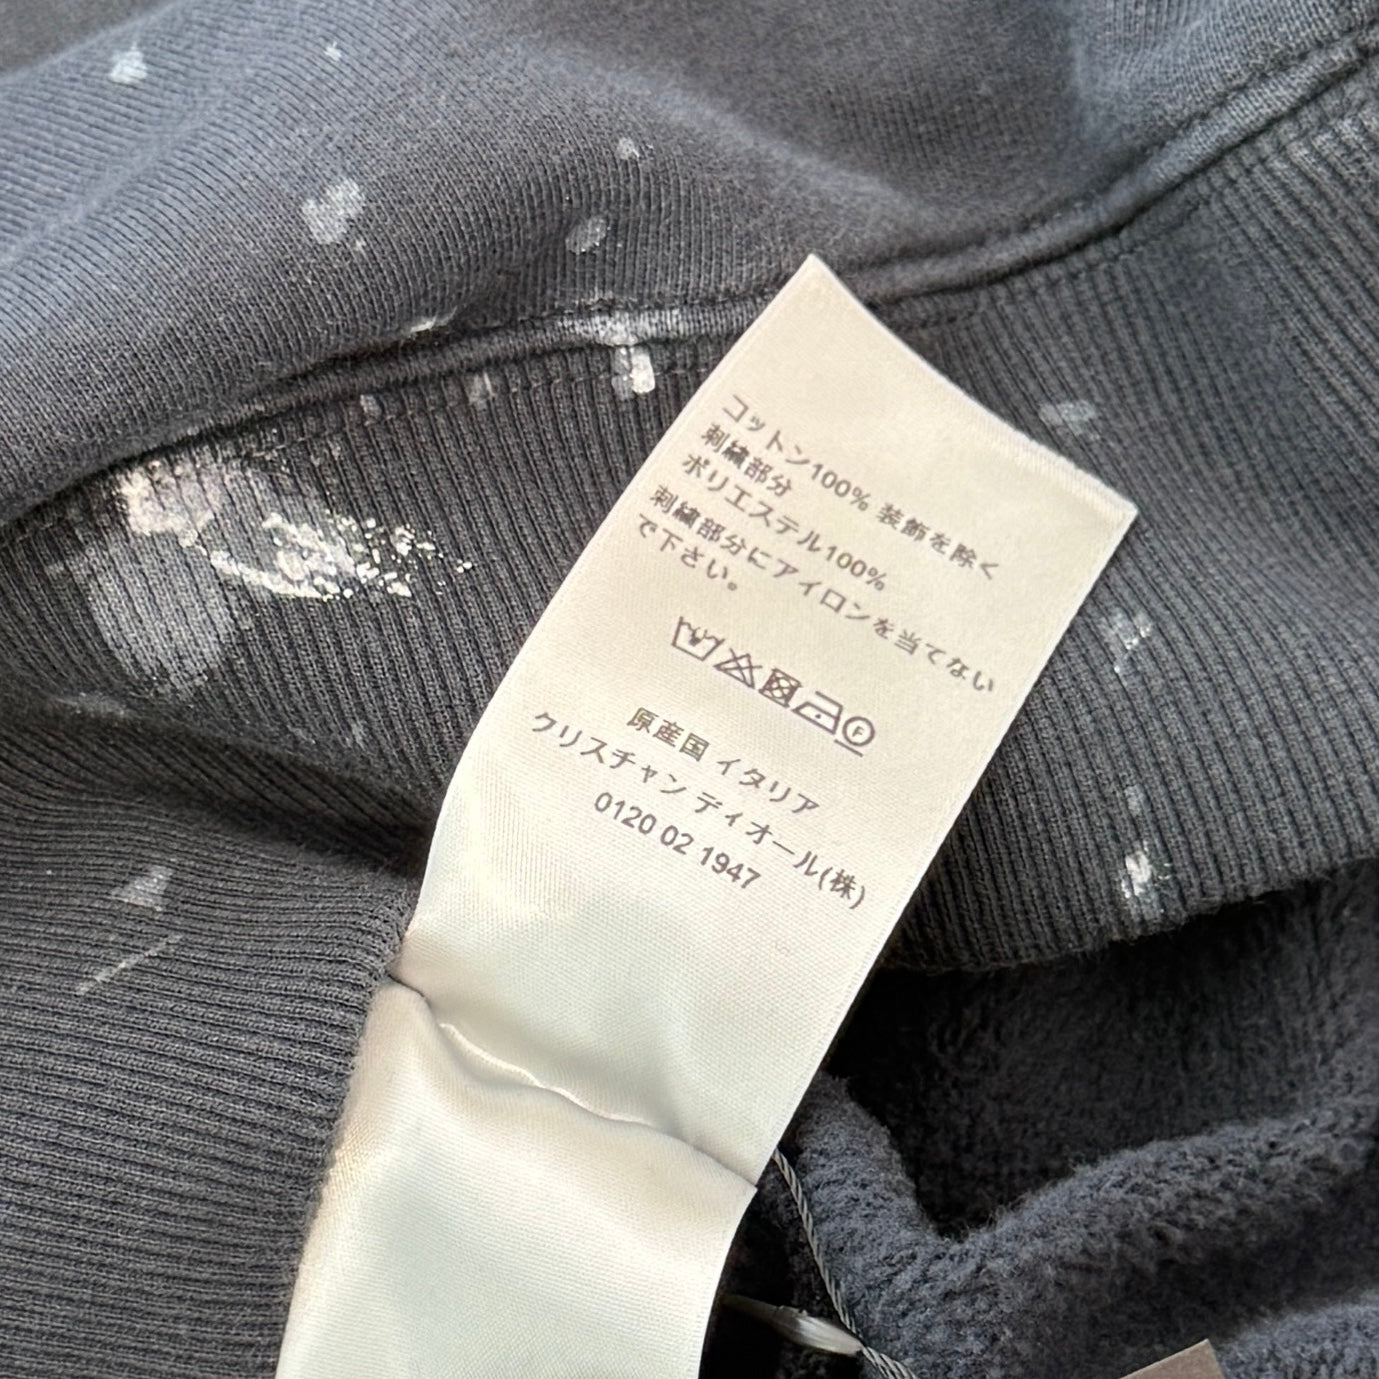 コットン100% 装飾を除く
刺繍部分
ポリエステル100%
刺繍部分にアイロンを当てない
で下さい。
F
原産国 イタリア
クリスチャン ディオール(株)
0120 02 1947